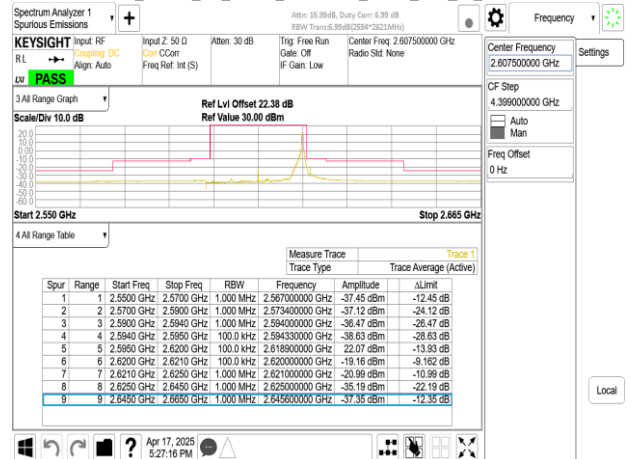 Spectrum Analyzer 1
Spurious Emissions
Attn: 15.39dB, Duty Corr: 6.99 dB
RBW Trans:6.99dB(2594~2621MHz)
Frequency
KEYSIGHT
Input: RF
Input Z: 50 Ω
Atten: 30 dB
Trig: Free Run
Center Freq: 2.607500000 GHz
RL
Coupling: DC
Corr CCorr
Gate: Off
Radio Std: None
Align: Auto
Freq Ref: Int (S)
IF Gain: Low
LXI
PASS
Center Frequency
2.607500000 GHz
Settings
CF Step
4.399000000 GHz
Auto
Man
Freq Offset
0 Hz
3 All Range Graph
Ref Lvl Offset 22.38 dB
Scale/Div 10.0 dB
Ref Value 30.00 dBm
20.0
10.0
0.00
-10.0
-20.0
-30.0
-40.0
-50.0
-60.0
Start 2.550 GHz
Stop 2.665 GHz
4 All Range Table
Measure Trace Trace 1
Trace Type Trace Average (Active)
Spur Range Start Freq Stop Freq RBW Frequency Amplitude ΔLimit
1 1 2.5500 GHz 2.5700 GHz 1.000 MHz 2.567000000 GHz -37.45 dBm -12.45 dB
2 2 2.5700 GHz 2.5900 GHz 1.000 MHz 2.573400000 GHz -37.12 dBm -24.12 dB
3 3 2.5900 GHz 2.5940 GHz 1.000 MHz 2.594000000 GHz -36.47 dBm -26.47 dB
4 4 2.5940 GHz 2.5950 GHz 100.0 kHz 2.594330000 GHz -38.63 dBm -28.63 dB
5 5 2.5950 GHz 2.6200 GHz 100.0 kHz 2.618900000 GHz 22.07 dBm -13.93 dB
6 6 2.6200 GHz 2.6210 GHz 100.0 kHz 2.620000000 GHz -19.16 dBm -9.162 dB
7 7 2.6210 GHz 2.6250 GHz 1.000 MHz 2.621000000 GHz -20.99 dBm -10.99 dB
8 8 2.6250 GHz 2.6450 GHz 1.000 MHz 2.625000000 GHz -35.19 dBm -22.19 dB
9 9 2.6450 GHz 2.6650 GHz 1.000 MHz 2.645600000 GHz -37.35 dBm -12.35 dB
Local
Apr 17, 2025
5:27:16 PM